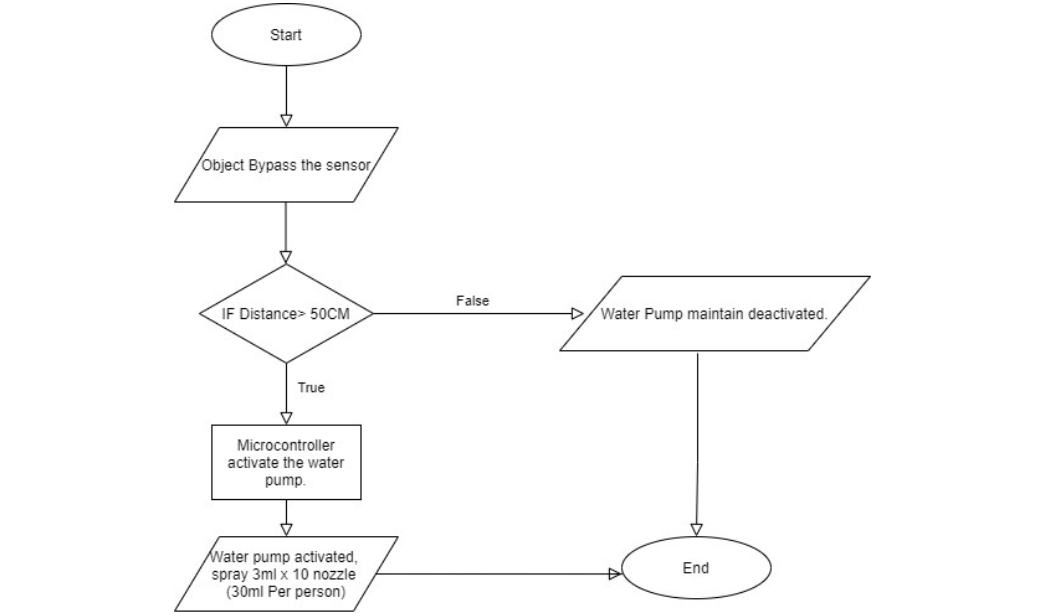 Start
Object Bypass the sensor
IF Distance> 50CM
False
Water Pump maintain deactivated.
True
Microcontroller
activate the water
pump.
Water pump activated,
spray 3ml x 10 nozzle
(30ml Per person)
End